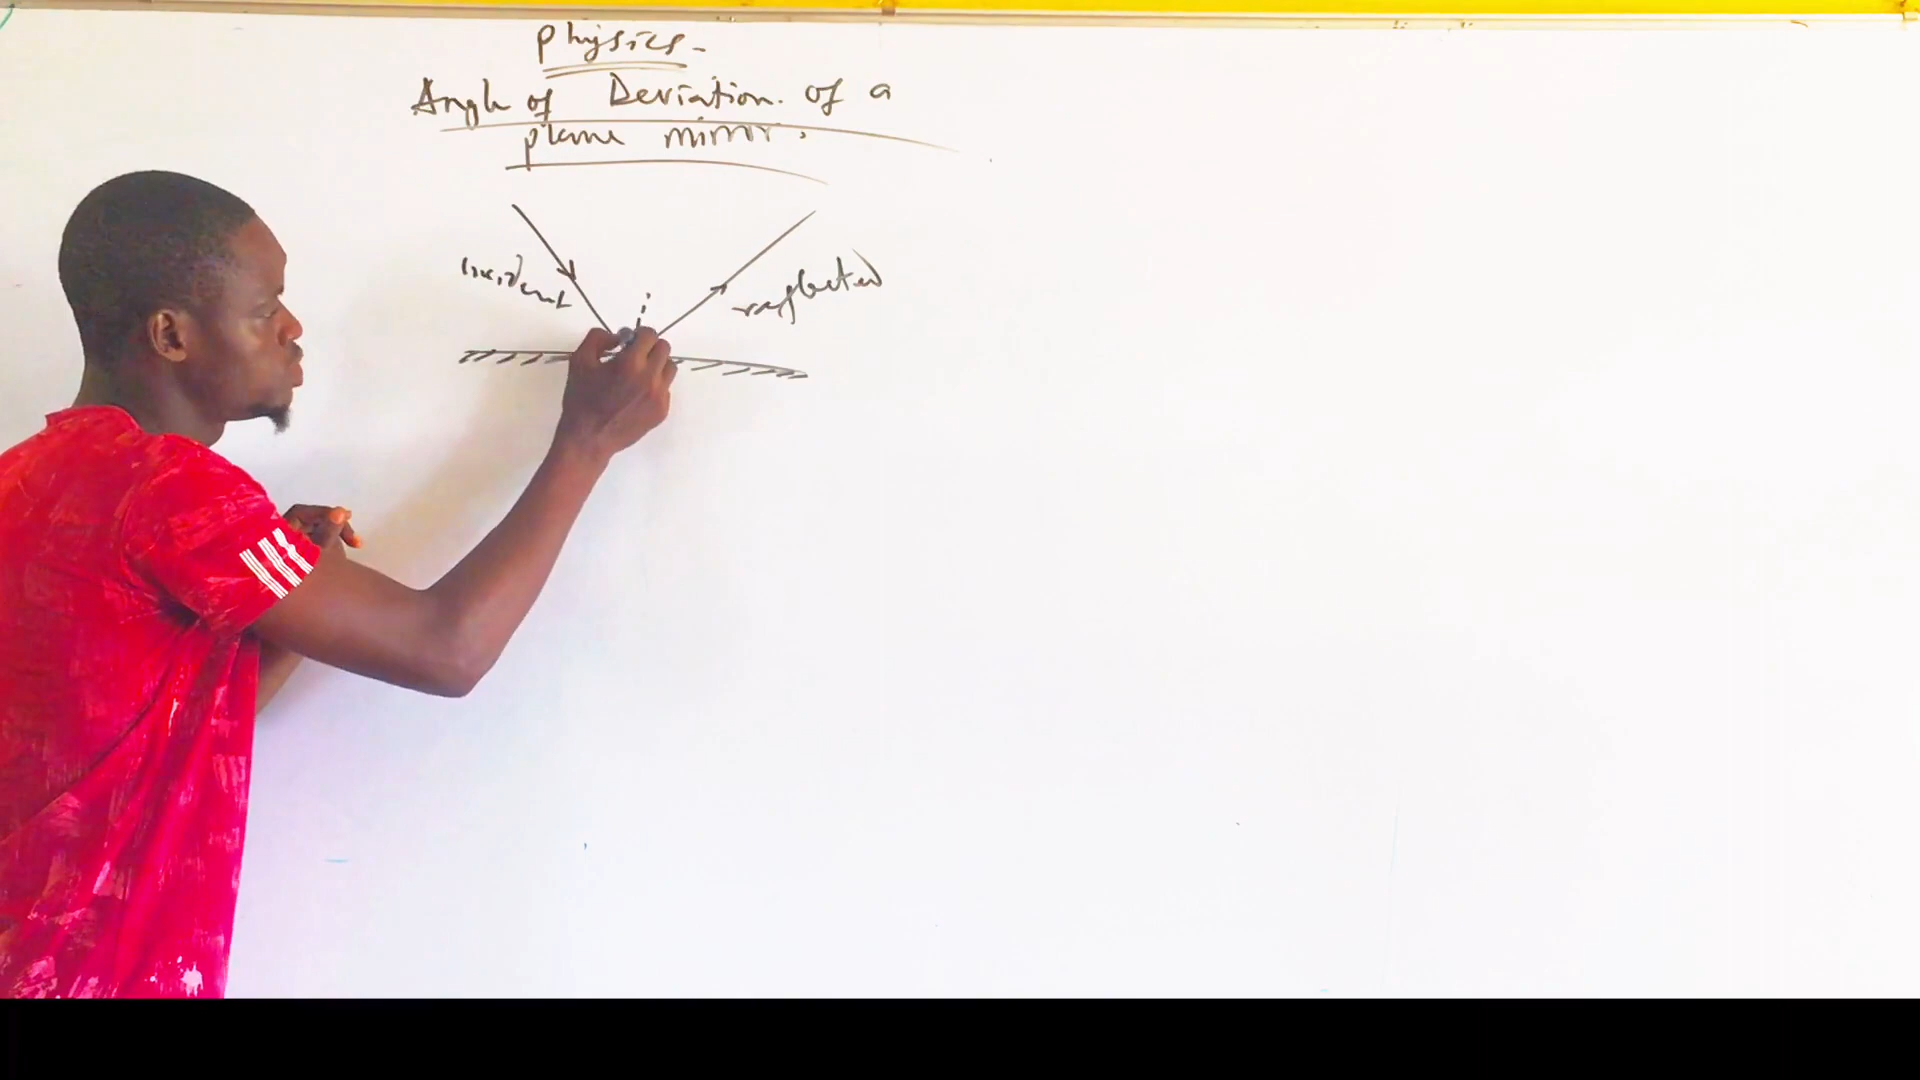 Physics-
Angle of Deviation. of a
plane mirror.
incident
reflected